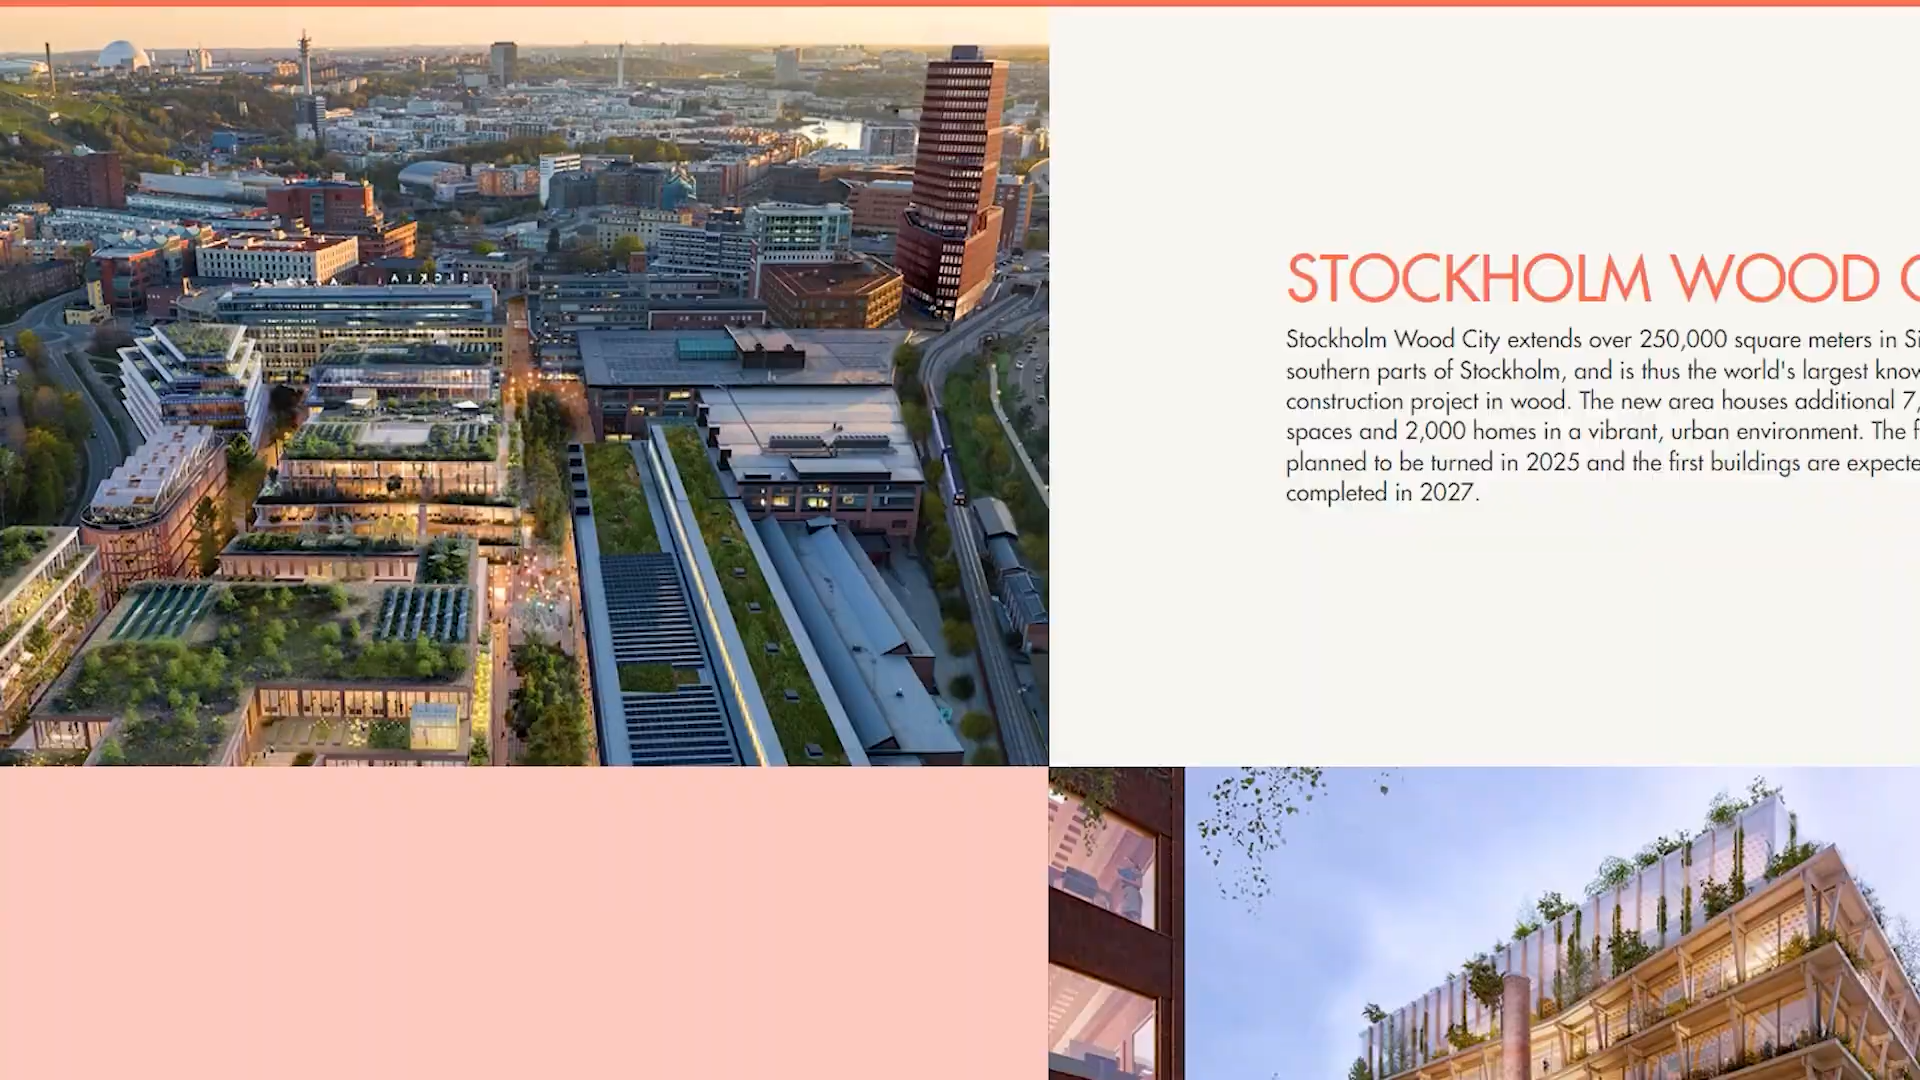 STOCKHOLM WOOD
Stockholm Wood City extends over 250,000 square meters in
southern parts of Stockholm, and is thus the world's largest
construction project in wood. The new area houses additional 7,
spaces and 2,000 homes in a vibrant, urban environment. The
planned to be turned in 2025 and the first buildings are
completed in 2027.